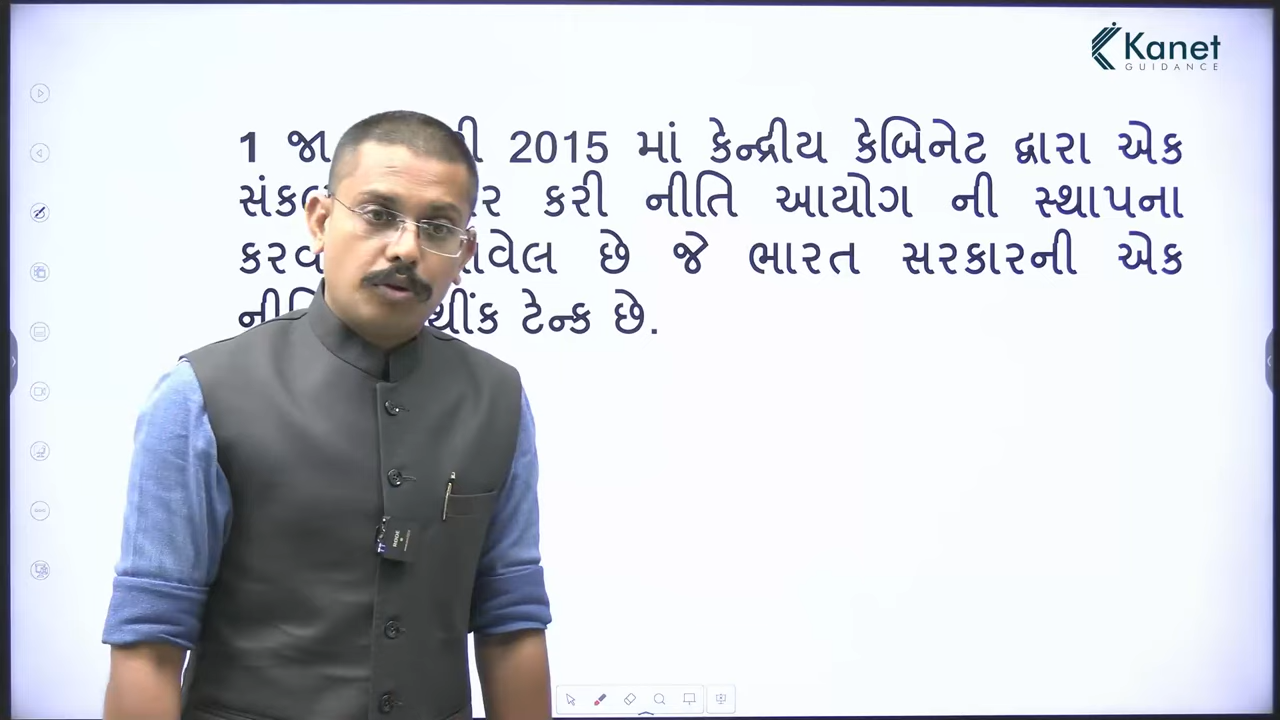 Kanet
GUIDANCE
1 2015 માં કેન્દ્રીય કેબિનેટ દ્વારા એક
કરી નીતિ આયોગ ની સ્થાપના
છે જે ભારત સરકારની એક
થીંક ટેન્ક છે.